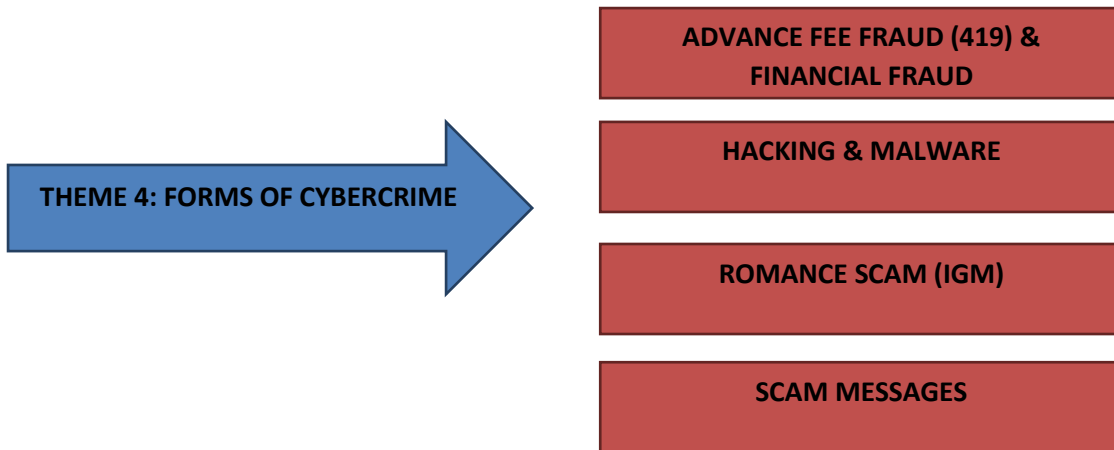 THEME 4: FORMS OF CYBERCRIME
ADVANCE FEE FRAUD (419) &
FINANCIAL FRAUD
HACKING & MALWARE
ROMANCE SCAM (IGM)
SCAM MESSAGES